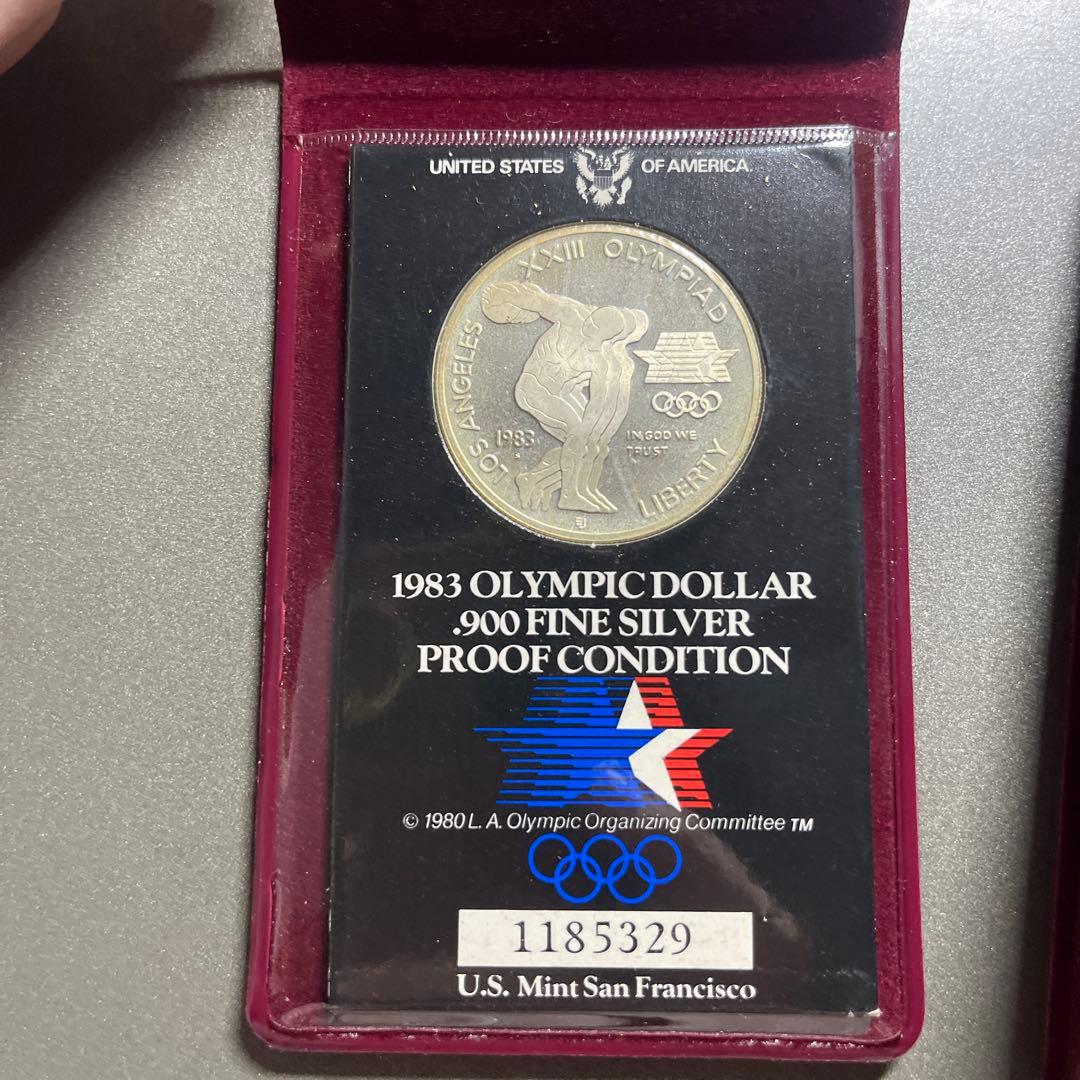 UNITED STATES OF AMERICA
XXIII OLYMPIAD
LOS ANGELES
1983
S
IN GOD WE
TRUST
LIBERTY
EJ
1983 OLYMPIC DOLLAR
.900 FINE SILVER
PROOF CONDITION
© 1980 L. A. Olympic Organizing Committee TM
1185329
U.S. Mint San Francisco